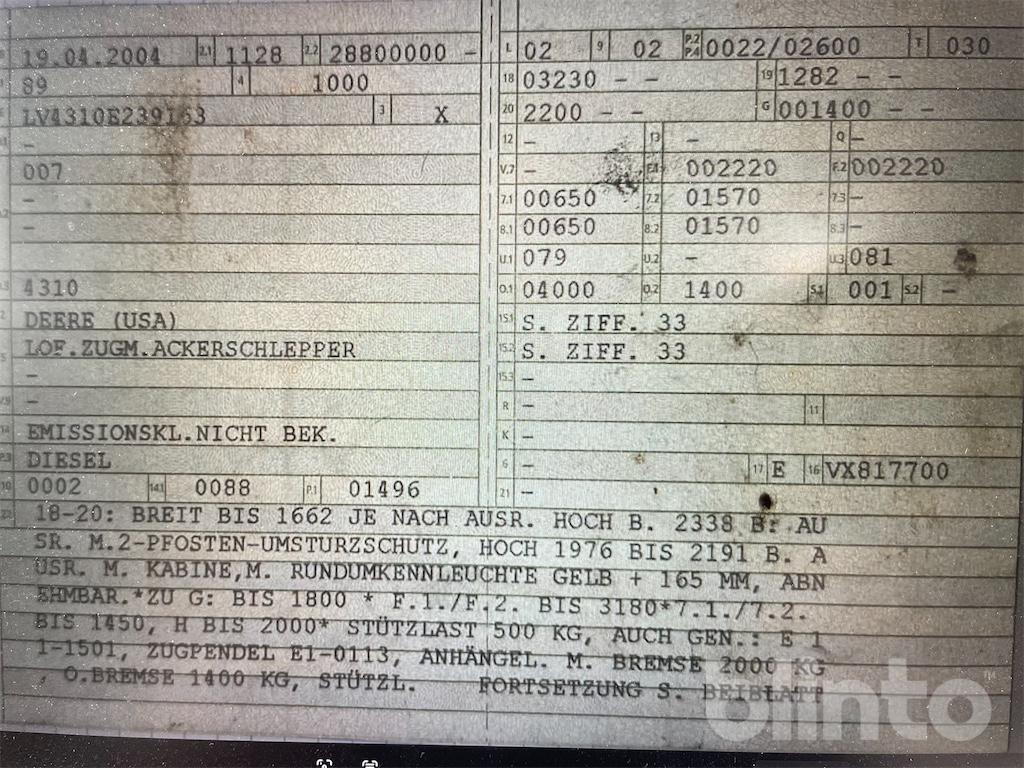 19.04.2004 2.1 1128 2.2 28800000 - L 02 9 02 P.2 P.4 0022/02600 T 030
89 4 1000 18 03230 - - 19 1282 - -
LV4310E239163 3 X 20 2200 - - G 001400 - -
- 12 - 13 - Q -
007 V.7 - F.1 002220 F.2 002220
- 7.1 00650 7.2 01570 7.3 -
- 8.1 00650 8.2 01570 8.3 -
U.1 079 U.2 - U.3 081
4310 O.1 04000 O.2 1400 S.1 001 S.2 -
DEERE (USA) 15.1 S. ZIFF. 33
LOF.ZUGM.ACKERSCHLEPPER 15.2 S. ZIFF. 33
- 15.3 -
- R - 11
14 EMISSIONSKL.NICHT BEK. K -
P.3 DIESEL 6 - 17 E 16 VX817700
10 0002 14.1 0088 P.1 01496 21 -
22 18-20: BREIT BIS 1662 JE NACH AUSR. HOCH B. 2338 B. AU
SR. M.2-PFOSTEN-UMSTURZSCHUTZ, HOCH 1976 BIS 2191 B. A
USR. M. KABINE,M. RUNDUMKENNLEUCHTE GELB + 165 MM, ABN
EHMBAR.*ZU G: BIS 1800 * F.1./F.2. BIS 3180*7.1./7.2.
BIS 1450, H BIS 2000* STÜTZLAST 500 KG, AUCH GEN.: E 1
1-1501, ZUGPENDEL E1-0113, ANHÄNGEL. M. BREMSE 2000 KG
, O.BREMSE 1400 KG, STÜTZL. FORTSETZUNG S. BEIBLATT
blinto